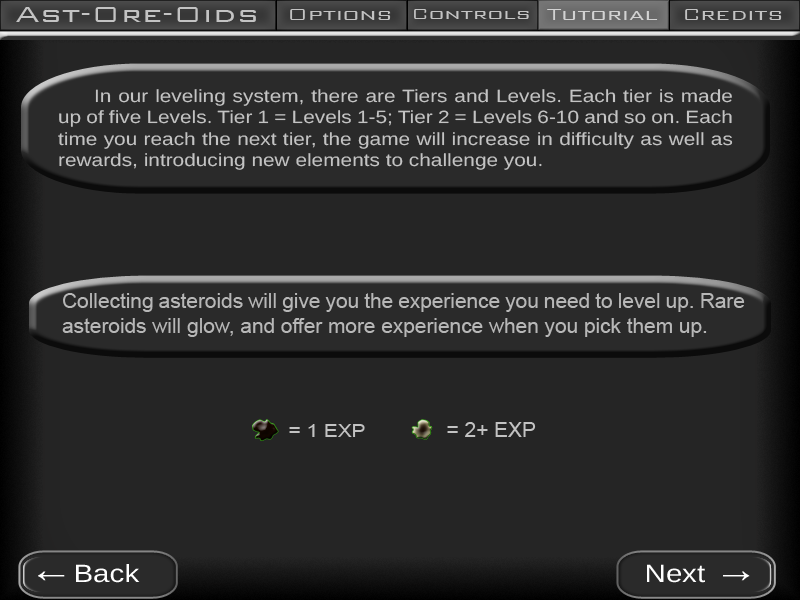 Ast-Ore-Oids Options Controls Tutorial Credits
In our leveling system, there are Tiers and Levels. Each tier is made
up of five Levels. Tier 1 = Levels 1-5; Tier 2 = Levels 6-10 and so on. Each
time you reach the next tier, the game will increase in difficulty as well as
rewards, introducing new elements to challenge you.
Collecting asteroids will give you the experience you need to level up. Rare
asteroids will glow, and offer more experience when you pick them up.
= 1 EXP = 2+ EXP
← Back Next →